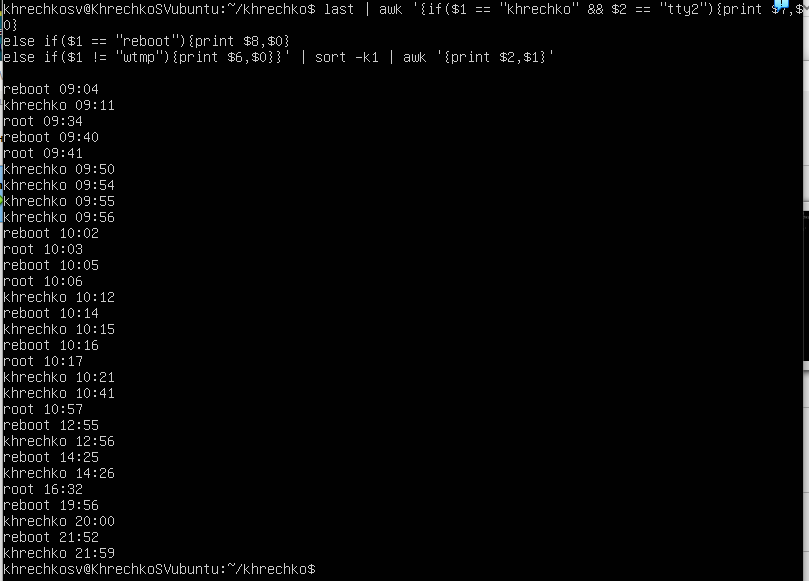 khrechkosv@KhrechkoSVubuntu:~/khrechko$ last | awk '{if($1 == "khrechko" && $2 == "tty2"){print $7,$
0}
else if($1 == "reboot"){print $8,$0}
else if($1 != "wtmp"){print $6,$0}}' | sort -k1 | awk '{print $2,$1}'
reboot 09:04
khrechko 09:11
root 09:34
reboot 09:40
root 09:41
khrechko 09:50
khrechko 09:54
khrechko 09:55
khrechko 09:56
reboot 10:02
root 10:03
reboot 10:05
root 10:06
khrechko 10:12
reboot 10:14
khrechko 10:15
reboot 10:16
root 10:17
khrechko 10:21
khrechko 10:41
root 10:57
reboot 12:55
khrechko 12:56
reboot 14:25
khrechko 14:26
root 16:32
reboot 19:56
khrechko 20:00
reboot 21:52
khrechko 21:59
khrechkosv@KhrechkoSVubuntu:~/khrechko$